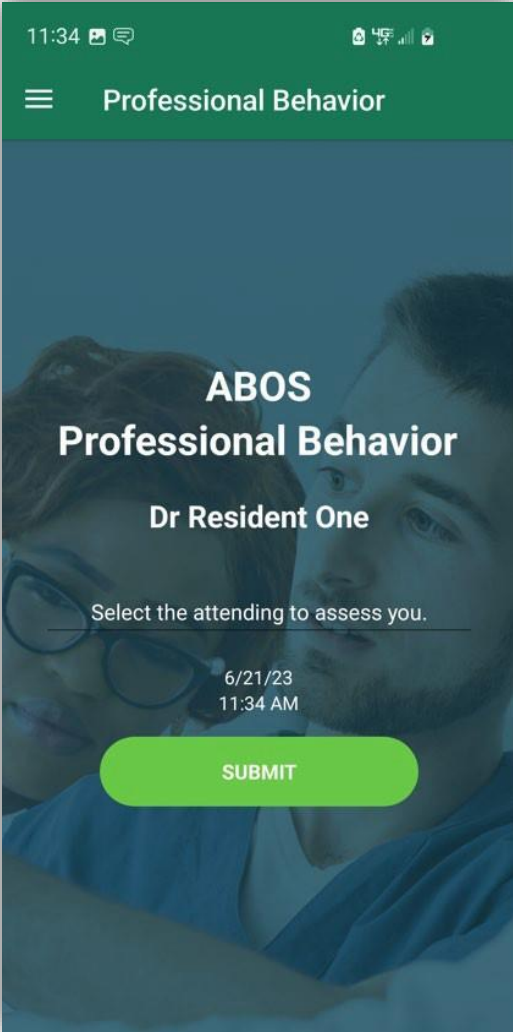 11:34
Professional Behavior
ABOS
Professional Behavior
Dr Resident One
Select the attending to assess you.
6/21/23
11:34 AM
SUBMIT